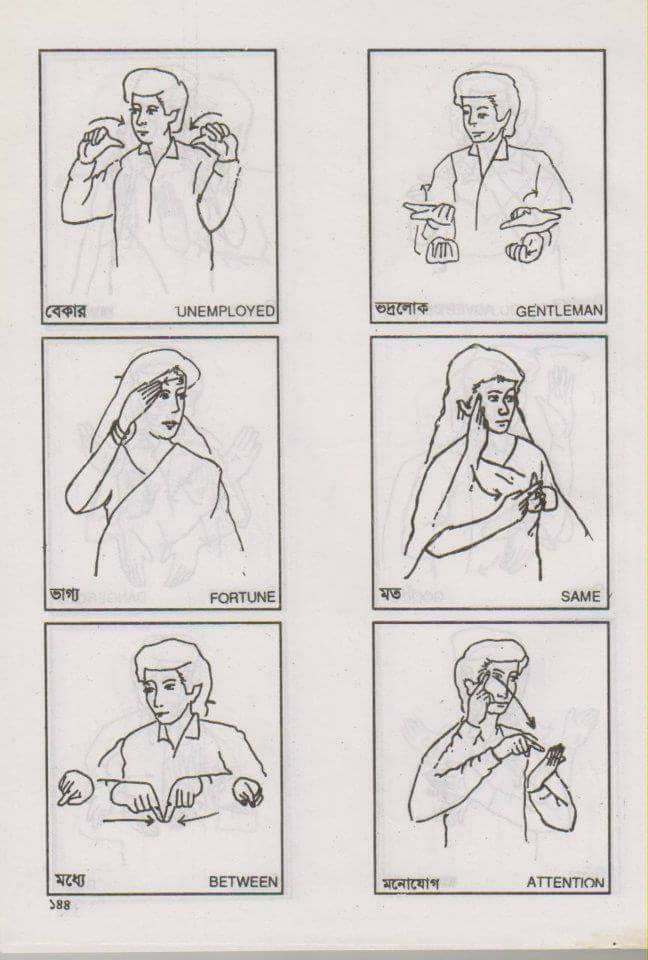 বেকার UNEMPLOYED
ভদ্রলোক GENTLEMAN
ভাগ্য FORTUNE
মত SAME
মধ্যে BETWEEN
মনোযোগ ATTENTION
১৪৪